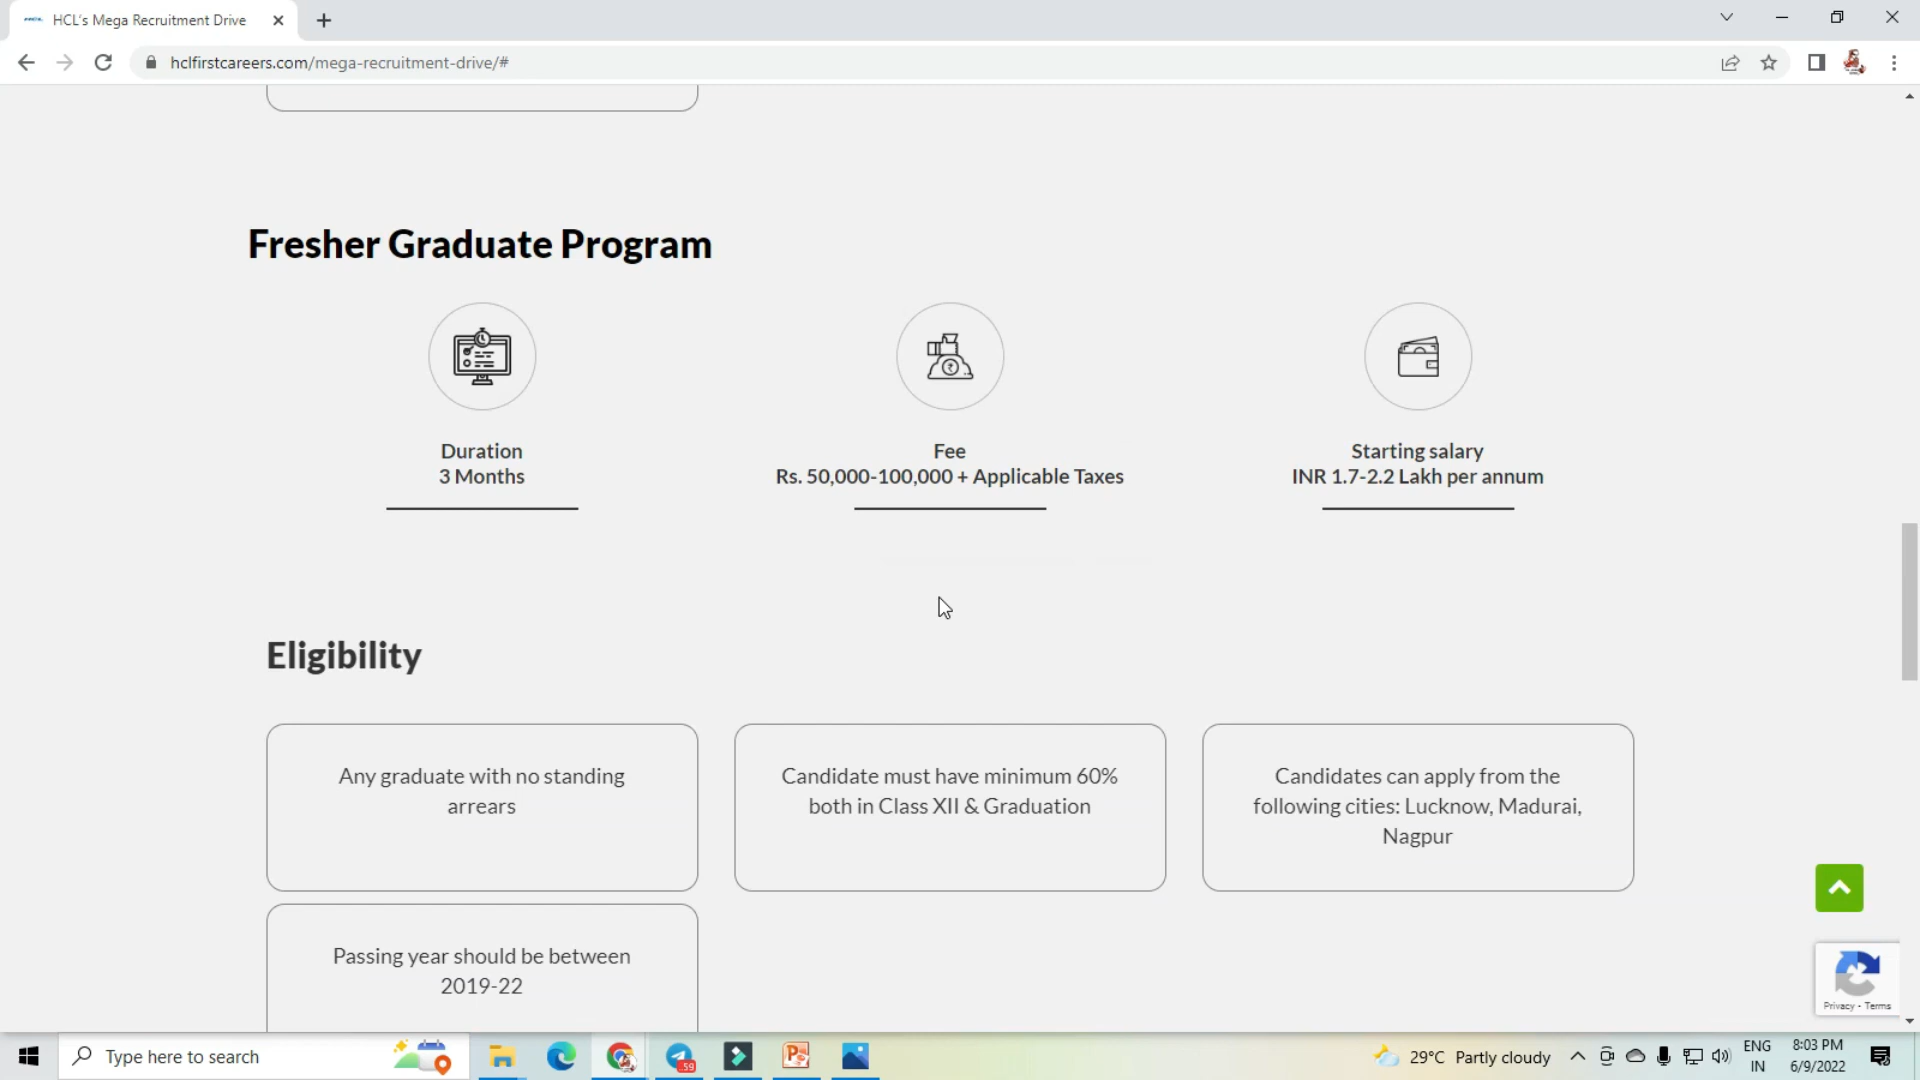 HCL's Mega Recruitment Drive
hclfirstcareers.com/mega-recruitment-drive/#
Fresher Graduate Program
Duration
3 Months
Fee
Rs. 50,000-100,000 + Applicable Taxes
Starting salary
INR 1.7-2.2 Lakh per annum
Eligibility
Any graduate with no standing
arrears
Candidate must have minimum 60%
both in Class XII & Graduation
Candidates can apply from the
following cities: Lucknow, Madurai,
Nagpur
Passing year should be between
2019-22
Privacy - Terms
Type here to search
59
29°C Partly cloudy
ENG
IN
8:03 PM
6/9/2022